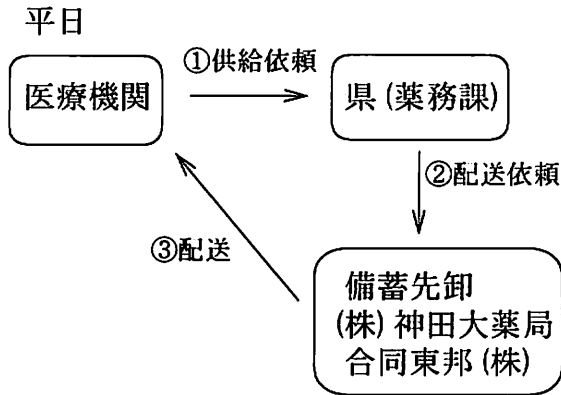 平日
医療機関
①供給依頼
県(薬務課)
②配送依頼
③配送
備蓄先卸
(株)神田大薬局
合同東邦(株)